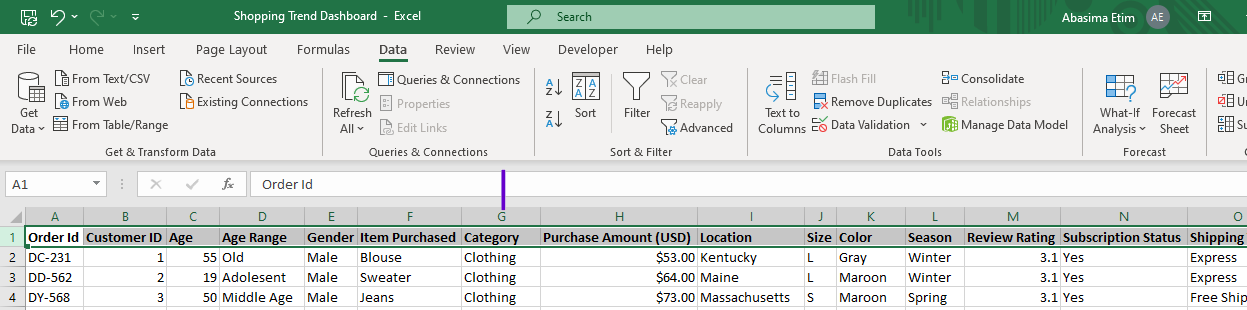 Shopping Trend Dashboard - Excel Search Abasima Etim AE
File Home Insert Page Layout Formulas Data Review View Developer Help
From Text/CSV Recent Sources Queries & Connections Clear Flash Fill Consolidate
From Web Existing Connections Properties Reapply Remove Duplicates Relationships
From Table/Range Edit Links Advanced Data Validation Manage Data Model
Get Data Refresh All Sort Filter Text to Columns What-If Analysis Forecast Sheet
Get & Transform Data Queries & Connections Sort & Filter Data Tools Forecast
A1 fx Order Id
A B C D E F G H I J K L M N O
1 Order Id Customer ID Age Age Range Gender Item Purchased Category Purchase Amount (USD) Location Size Color Season Review Rating Subscription Status Shipping
2 DC-231 1 55 Old Male Blouse Clothing $53.00 Kentucky L Gray Winter 3.1 Yes Express
3 DD-562 2 19 Adolesent Male Sweater Clothing $64.00 Maine L Maroon Winter 3.1 Yes Express
4 DY-568 3 50 Middle Age Male Jeans Clothing $73.00 Massachusetts S Maroon Spring 3.1 Yes Free Ship